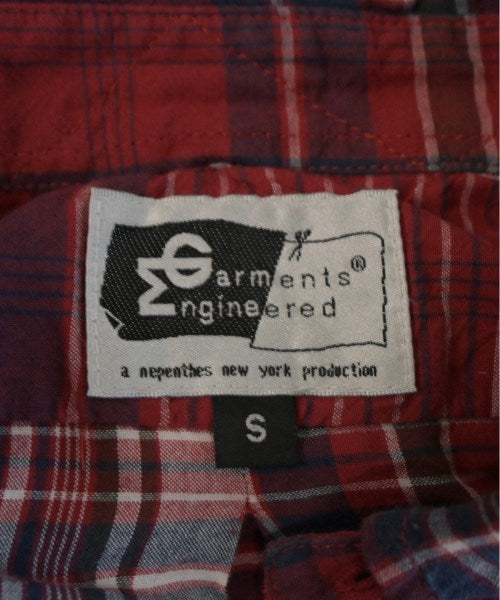 Garments®
Engineered
a nepenthes new york production
S